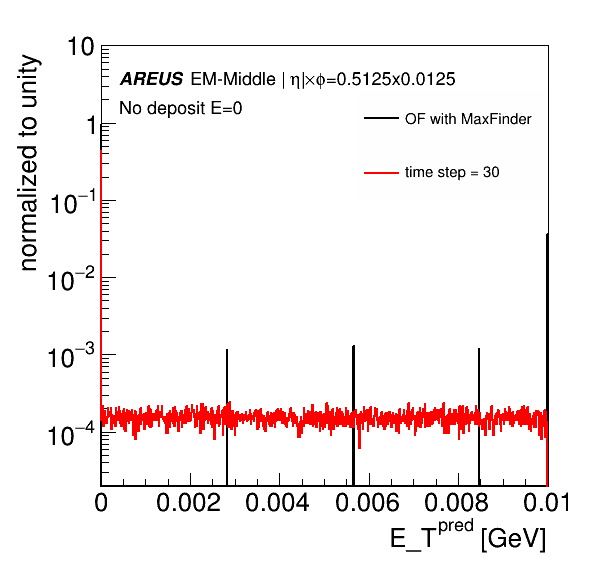 10
AREUS EM-Middle | η|×ϕ=0.5125x0.0125
No deposit E=0
OF with MaxFinder
time step = 30
normalized to unity
1
10−1
10−2
10−3
10−4
0 0.002 0.004 0.006 0.008 0.01
E_Tpred [GeV]